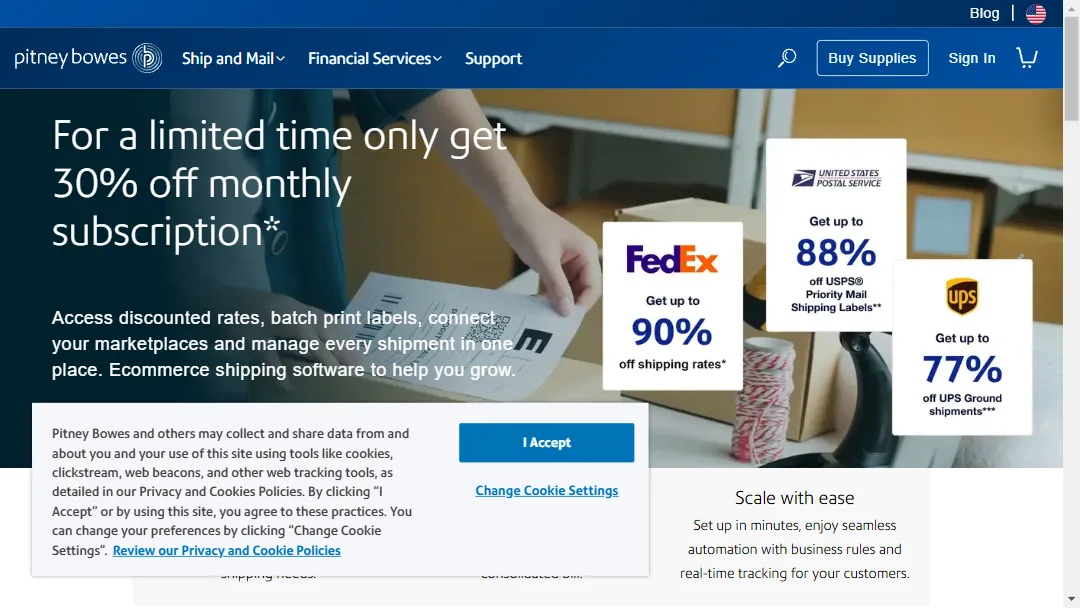 Blog
pitney bowes
Ship and Mail
Financial Services
Support
Buy Supplies
Sign In
For a limited time only get
30% off monthly
subscription*
Access discounted rates, batch print labels, connect
your marketplaces and manage every shipment in one
place. Ecommerce shipping software to help you grow.
FedEx
Get up to
90%
off shipping rates*
UNITED STATES
POSTAL SERVICE
Get up to
88%
off USPS®
Priority Mail
Shipping Labels**
ups
Get up to
77%
off UPS Ground
shipments***
E
Pitney Bowes and others may collect and share data from and
about you and your use of this site using tools like cookies,
clickstream, web beacons, and other web tracking tools, as
detailed in our Privacy and Cookies Policies. By clicking "I
Accept" or by using this site, you agree to these practices. You
can change your preferences by clicking "Change Cookie
Settings". Review our Privacy and Cookie Policies
I Accept
Change Cookie Settings
shipping needs.
consolidated bill.
Scale with ease
Set up in minutes, enjoy seamless
automation with business rules and
real-time tracking for your customers.